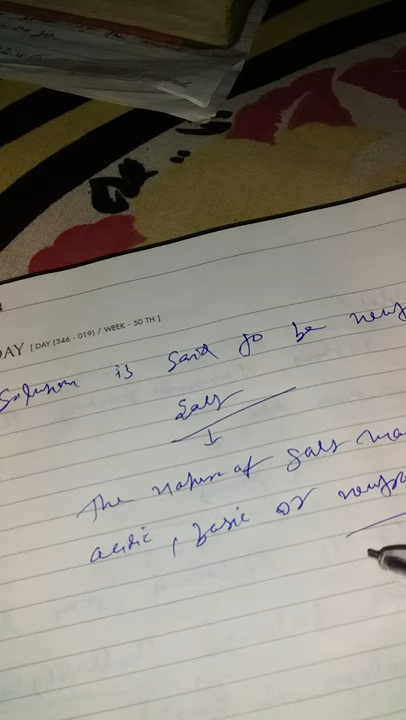 DAY [ DAY (346 - 019) / WEEK - 50 TH ]
Solution is said to be
Salt
↓
The nature of salt
acidic, basic or